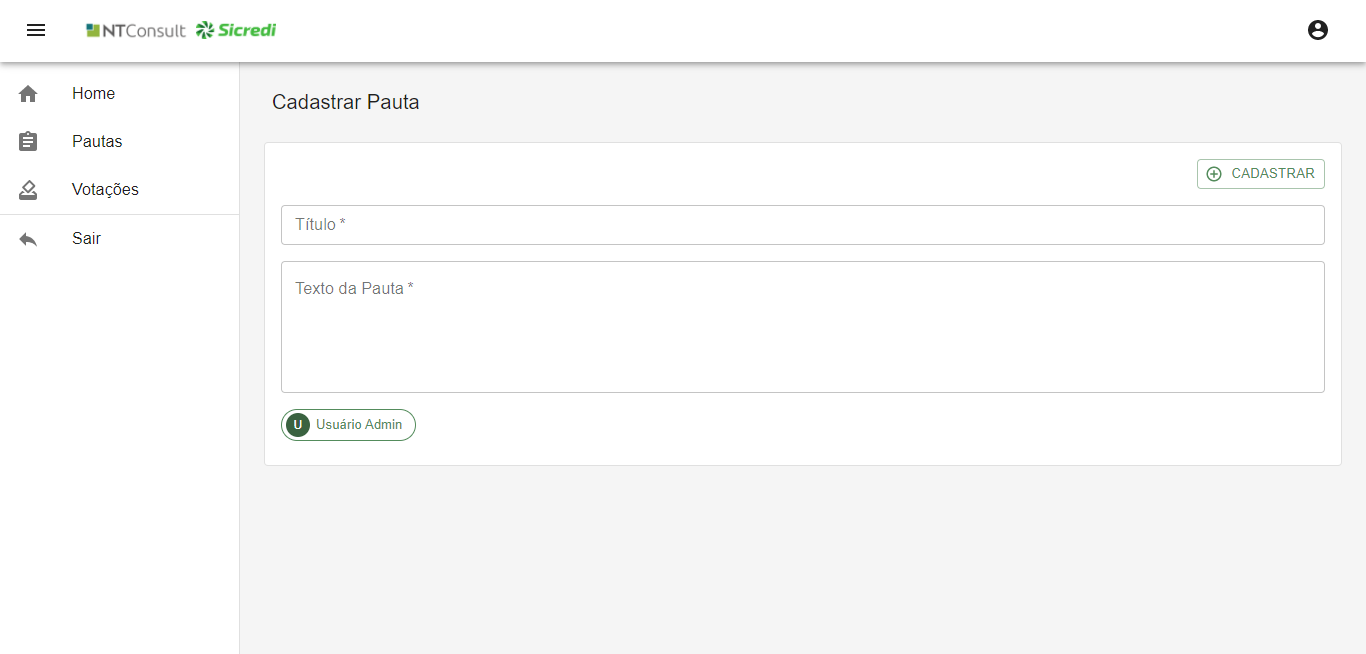 NTConsult Sicredi
Home
Pautas
Votações
Sair
Cadastrar Pauta
CADASTRAR
Título *
Texto da Pauta *
U Usuário Admin